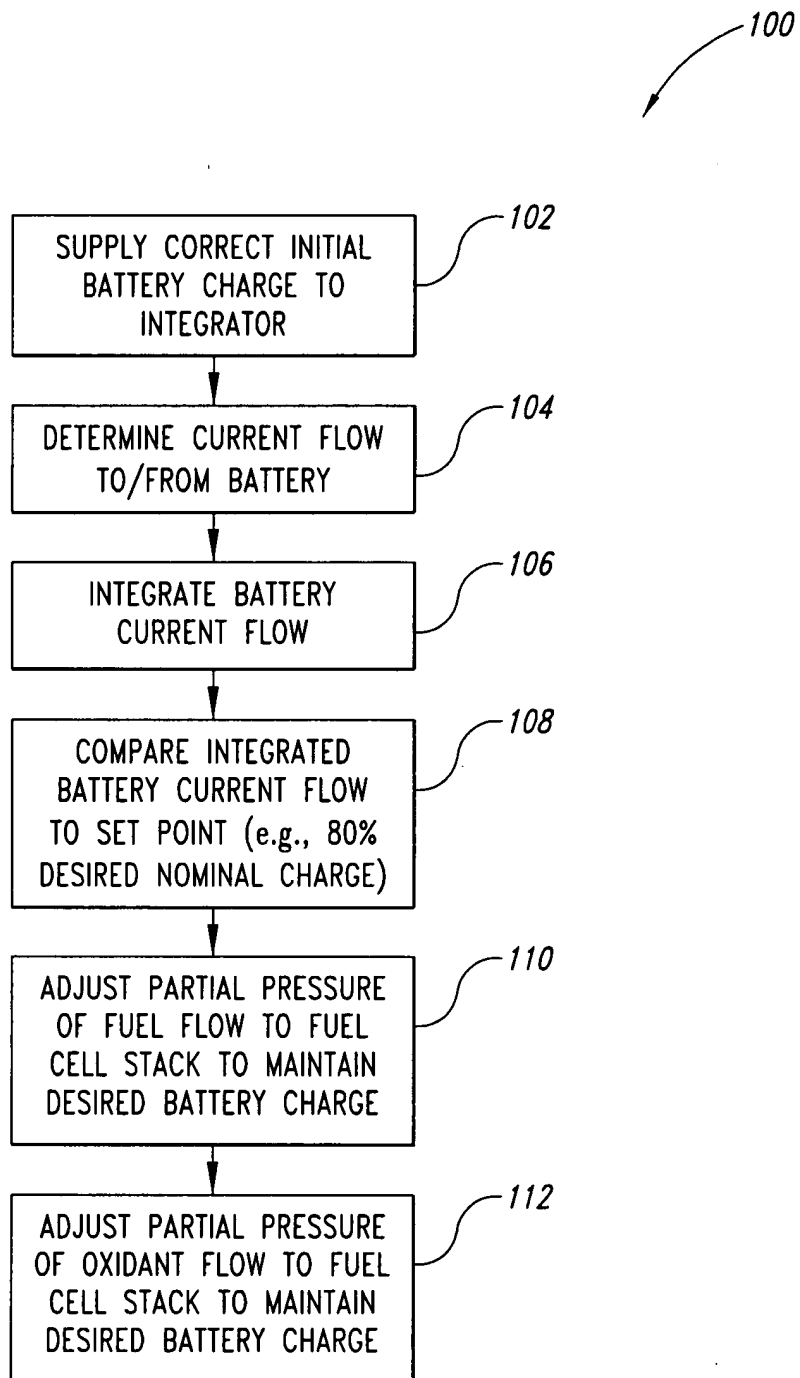 100
SUPPLY CORRECT INITIAL
BATTERY CHARGE TO
INTEGRATOR
102
DETERMINE CURRENT FLOW
TO/FROM BATTERY
104
INTEGRATE BATTERY
CURRENT FLOW
106
COMPARE INTEGRATED
BATTERY CURRENT FLOW
TO SET POINT (e.g., 80%
DESIRED NOMINAL CHARGE)
108
ADJUST PARTIAL PRESSURE
OF FUEL FLOW TO FUEL
CELL STACK TO MAINTAIN
DESIRED BATTERY CHARGE
110
ADJUST PARTIAL PRESSURE
OF OXIDANT FLOW TO FUEL
CELL STACK TO MAINTAIN
DESIRED BATTERY CHARGE
112